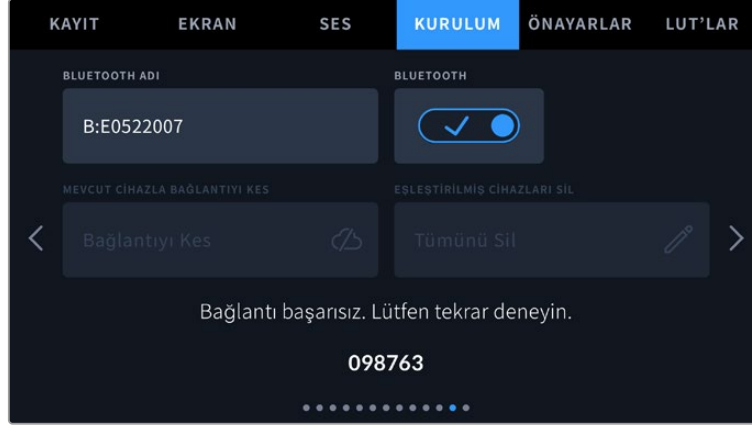 KAYIT EKRAN SES KURULUM ÖNAYARLAR LUT’LAR
BLUETOOTH ADI BLUETOOTH
B:E0522007
MEVCUT CİHAZLA BAĞLANTIYI KES EŞLEŞTİRİLMİŞ CİHAZLARI SİL
Bağlantıyı Kes Tümünü Sil
Bağlantı başarısız. Lütfen tekrar deneyin.
098763